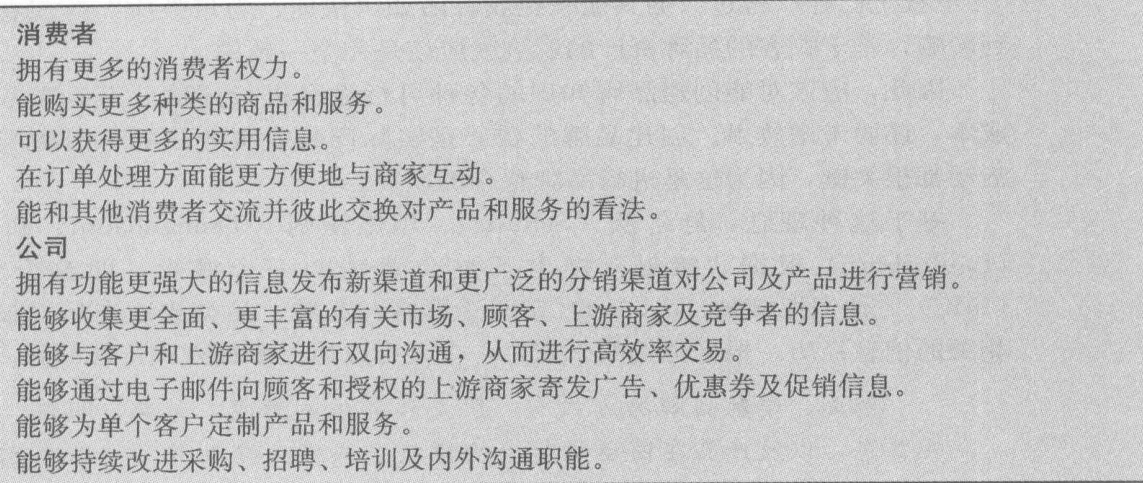 消费者
拥有更多的消费者权力。
能购买更多种类的商品和服务。
可以获得更多的实用信息。
在订单处理方面能更方便地与商家互动。
能和其他消费者交流并彼此交换对产品和服务的看法。
公司
拥有功能更强大的信息发布新渠道和更广泛的分销渠道对公司及产品进行营销。
能够收集更全面、更丰富的有关市场、顾客、上游商家及竞争者的信息。
能够与客户和上游商家进行双向沟通，从而进行高效率交易。
能够通过电子邮件向顾客和授权的上游商家寄发广告、优惠券及促销信息。
能够为单个客户定制产品和服务。
能够持续改进采购、招聘、培训及内外沟通职能。